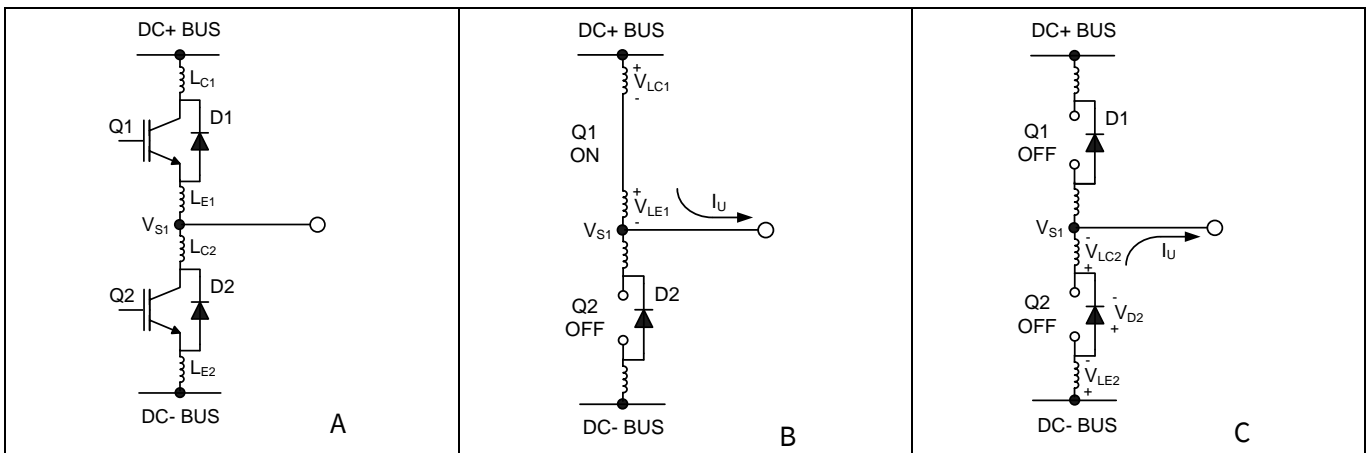 DC+ BUS
LC1
D1
Q1
LE1
VS1
LC2
D2
Q2
LE2
DC- BUS
A
DC+ BUS
+
VLC1
-
Q1
ON
+
VLE1
-
IU
VS1
D2
Q2
OFF
DC- BUS
B
DC+ BUS
D1
Q1
OFF
VS1
-
VLC2
+
IU
Q2
OFF
-
VD2
+
-
VLE2
+
DC- BUS
C